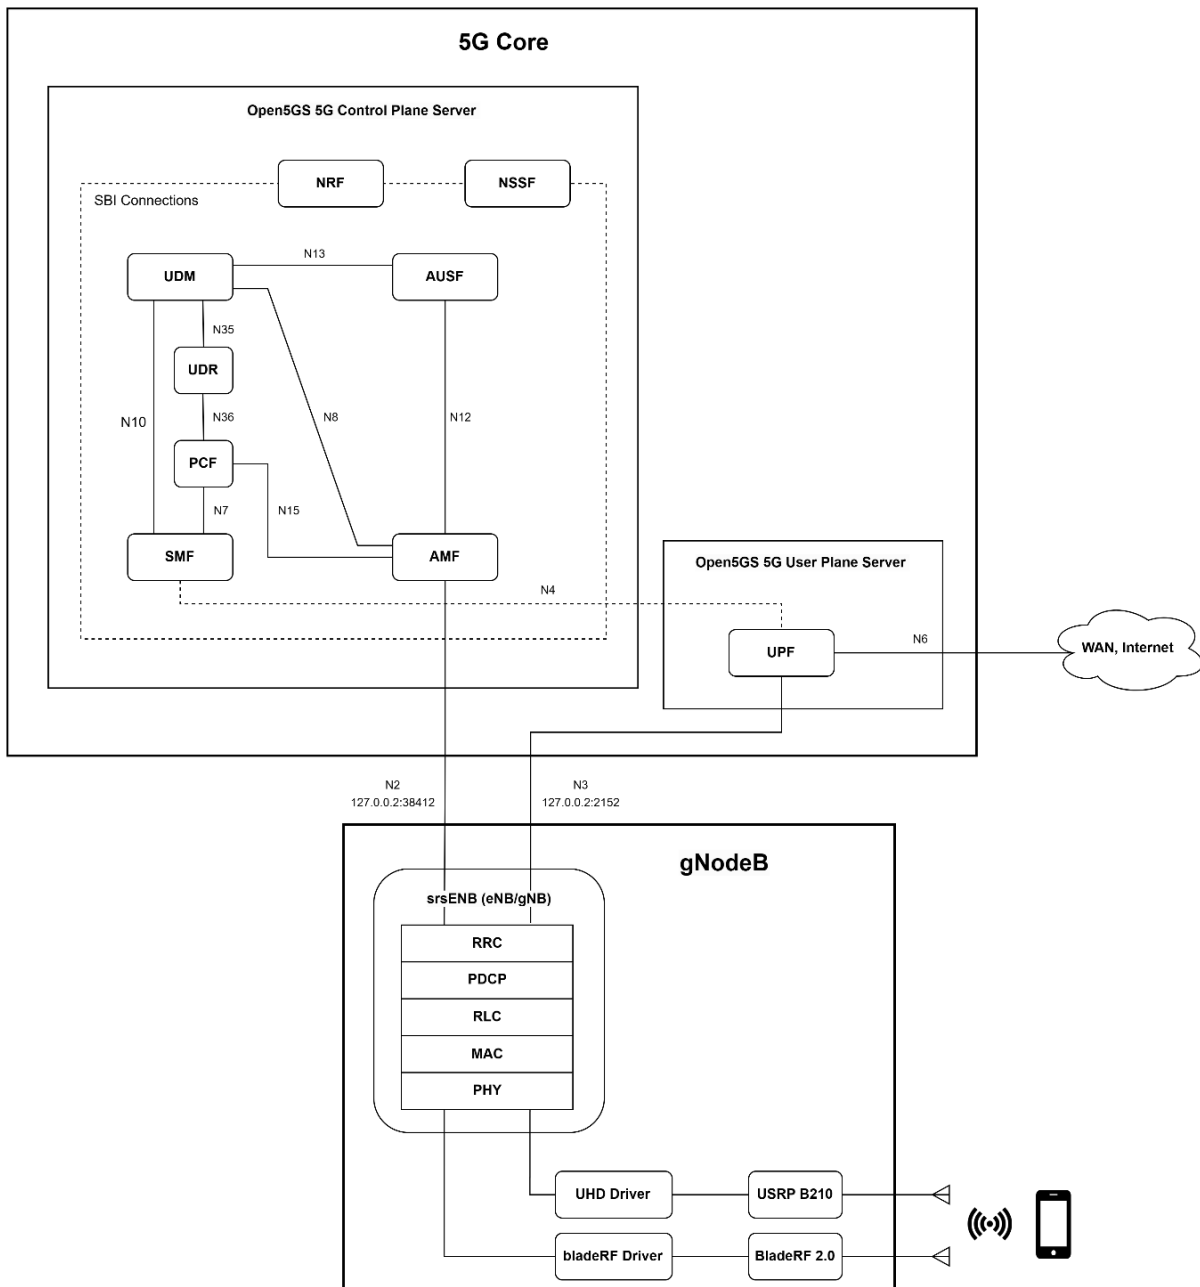 5G Core
Open5GS 5G Control Plane Server
NRF
NSSF
SBI Connections
N13
UDM
AUSF
N35
UDR
N10
N36
N8
N12
PCF
N7
N15
SMF
AMF
Open5GS 5G User Plane Server
N4
UPF
N6
WAN, Internet
N2
127.0.0.2:38412
N3
127.0.0.2:2152
gNodeB
srsENB (eNB/gNB)
RRC
PDCP
RLC
MAC
PHY
UHD Driver
USRP B210
bladeRF Driver
BladeRF 2.0